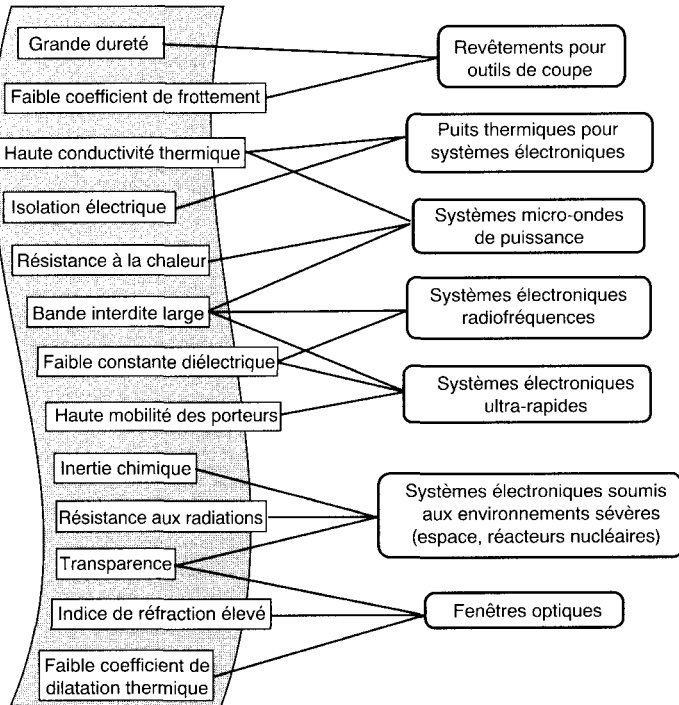 Grande dureté
Faible coefficient de frottement
Haute conductivité thermique
Isolation électrique
Résistance à la chaleur
Bande interdite large
Faible constante diélectrique
Haute mobilité des porteurs
Inertie chimique
Résistance aux radiations
Transparence
Indice de réfraction élevé
Faible coefficient de
dilatation thermique
Revêtements pour
outils de coupe
Puits thermiques pour
systèmes électroniques
Systèmes micro-ondes
de puissance
Systèmes électroniques
radiofréquences
Systèmes électroniques
ultra-rapides
Systèmes électroniques soumis
aux environnements sévères
(espace, réacteurs nucléaires)
Fenêtres optiques